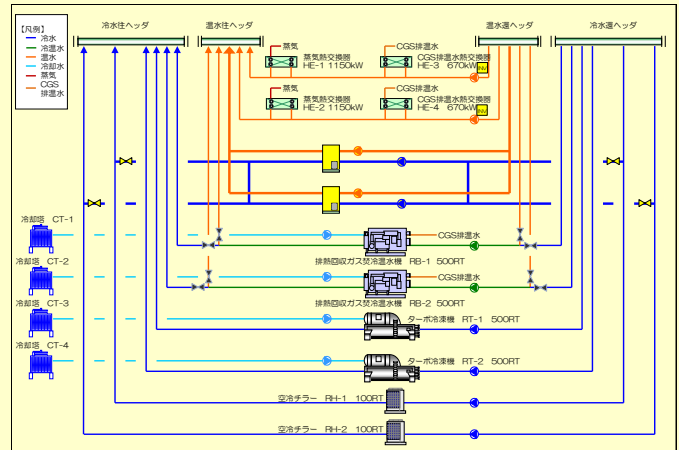 【凡例】
冷水
冷温水
温水
冷却水
蒸気
CGS
排温水
冷水往ヘッダ
温水往ヘッダ
温水還ヘッダ
冷水還ヘッダ
蒸気
蒸気熱交換器
HE-1 1150kW
CGS排温水
CGS排温水熱交換器
HE-3 670kW
INV
蒸気
蒸気熱交換器
HE-2 1150kW
CGS排温水
CGS排温水熱交換器
HE-4 670kW
INV
冷却塔 CT-1
CGS排温水
排熱回収ガス焚冷温水機 RB-1 500RT
冷却塔 CT-2
CGS排温水
排熱回収ガス焚冷温水機 RB-2 500RT
冷却塔 CT-3
ターボ冷凍機 RT-1 500RT
冷却塔 CT-4
ターボ冷凍機 RT-2 500RT
空冷チラー RH-1 100RT
空冷チラー RH-2 100RT